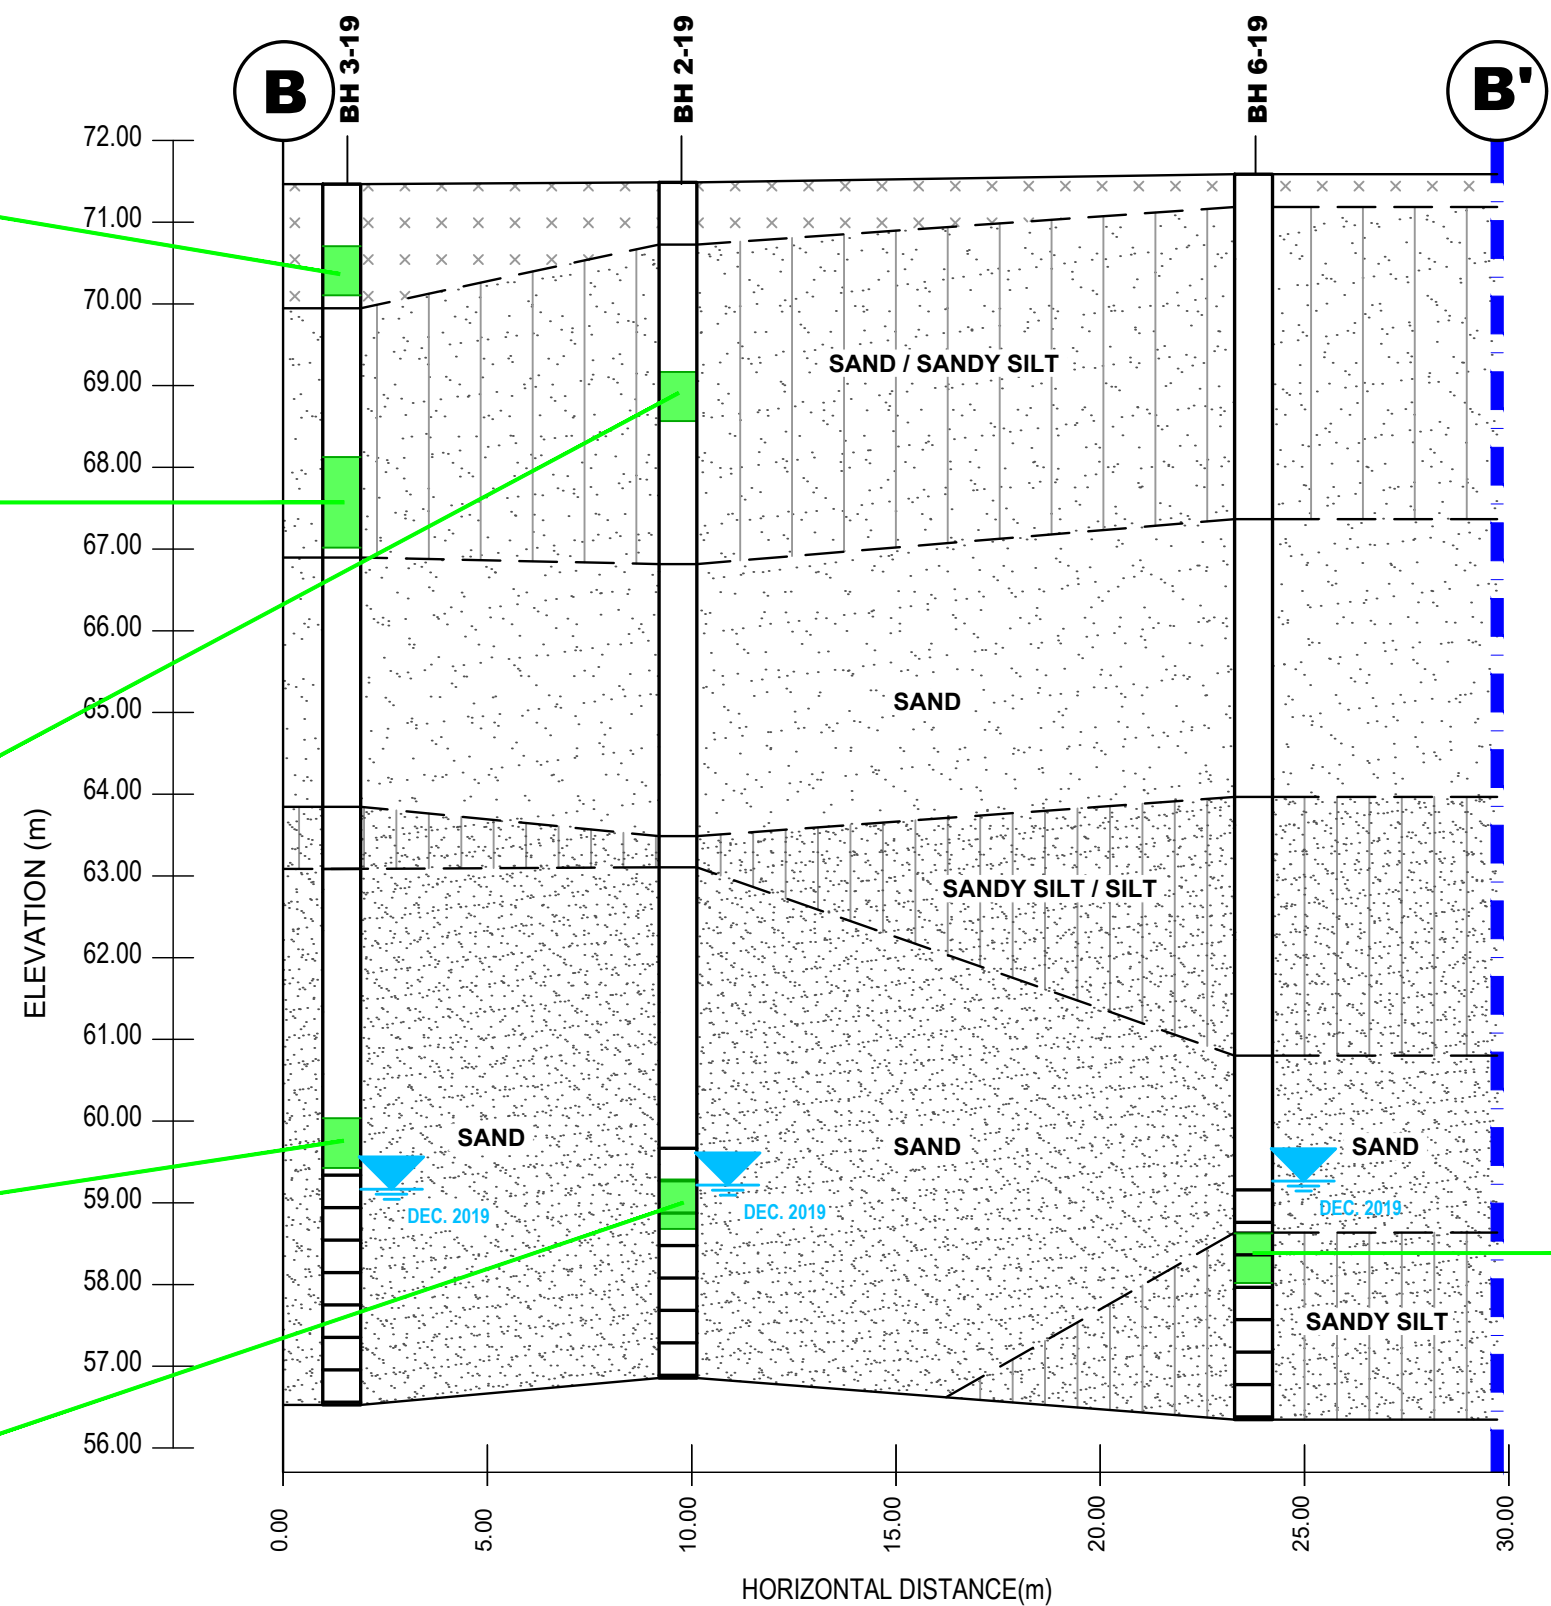 B
BH 3-19
BH 2-19
BH 6-19
B'
72.00
71.00
70.00
69.00
68.00
67.00
66.00
65.00
64.00
63.00
62.00
61.00
60.00
59.00
58.00
57.00
56.00
ELEVATION (m)
SAND / SANDY SILT
SAND
SANDY SILT / SILT
SAND
SAND
SAND
DEC. 2019
DEC. 2019
DEC. 2019
SANDY SILT
0.00
5.00
10.00
15.00
20.00
25.00
30.00
HORIZONTAL DISTANCE(m)